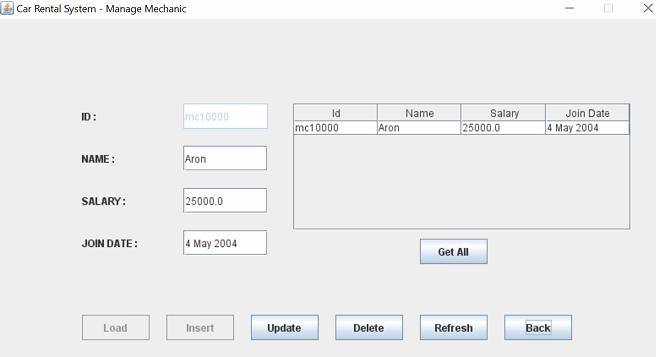 Car Rental System - Manage Mechanic
ID :
mc10000
NAME :
Aron
SALARY :
25000.0
JOIN DATE :
4 May 2004
Id Name Salary Join Date
mc10000 Aron 25000.0 4 May 2004
Get All
Load Insert Update Delete Refresh Back